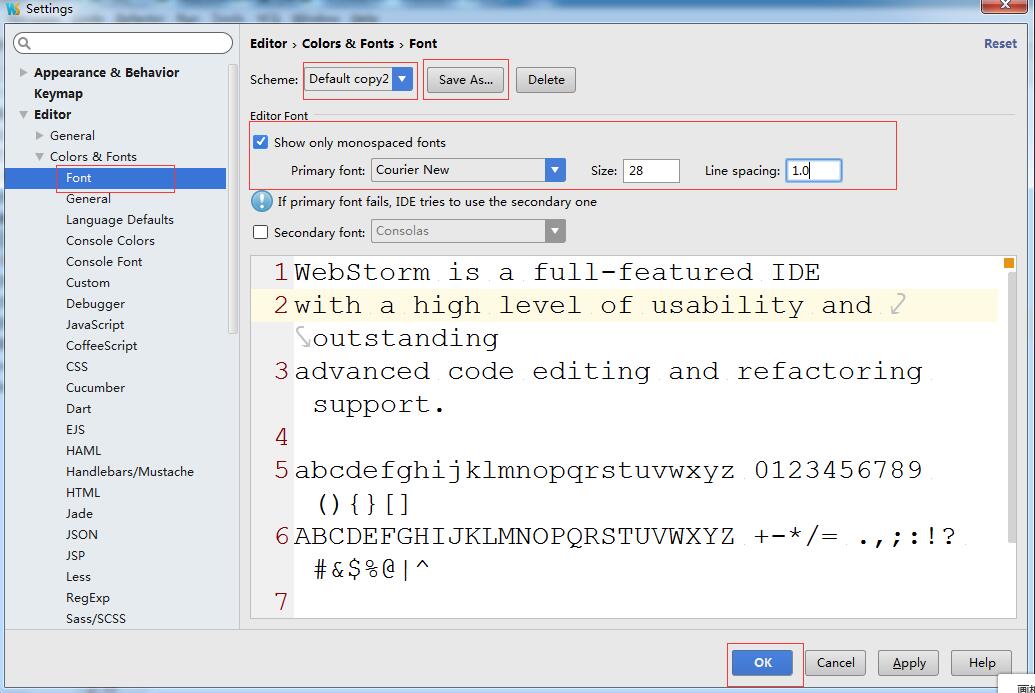 Settings
Editor › Colors & Fonts › Font
Reset
Appearance & Behavior
Keymap
Editor
General
Colors & Fonts
Font
General
Language Defaults
Console Colors
Console Font
Custom
Debugger
JavaScript
CoffeeScript
CSS
Cucumber
Dart
EJS
HAML
Handlebars/Mustache
HTML
Jade
JSON
JSP
Less
RegExp
Sass/SCSS
Scheme: Default copy2 Save As... Delete
Editor Font
Show only monospaced fonts
Primary font: Courier New Size: 28 Line spacing: 1.0
If primary font fails, IDE tries to use the secondary one
Secondary font: Consolas
1 WebStorm is a full-featured IDE
2 with a high level of usability and
outstanding
3 advanced code editing and refactoring
support.
4
5 abcdefghijklmnopqrstuvwxyz 0123456789
(){}[]
6 ABCDEFGHIJKLMNOPQRSTUVWXYZ +-*/= .,;:!?
#&$%@|^
7
OK Cancel Apply Help